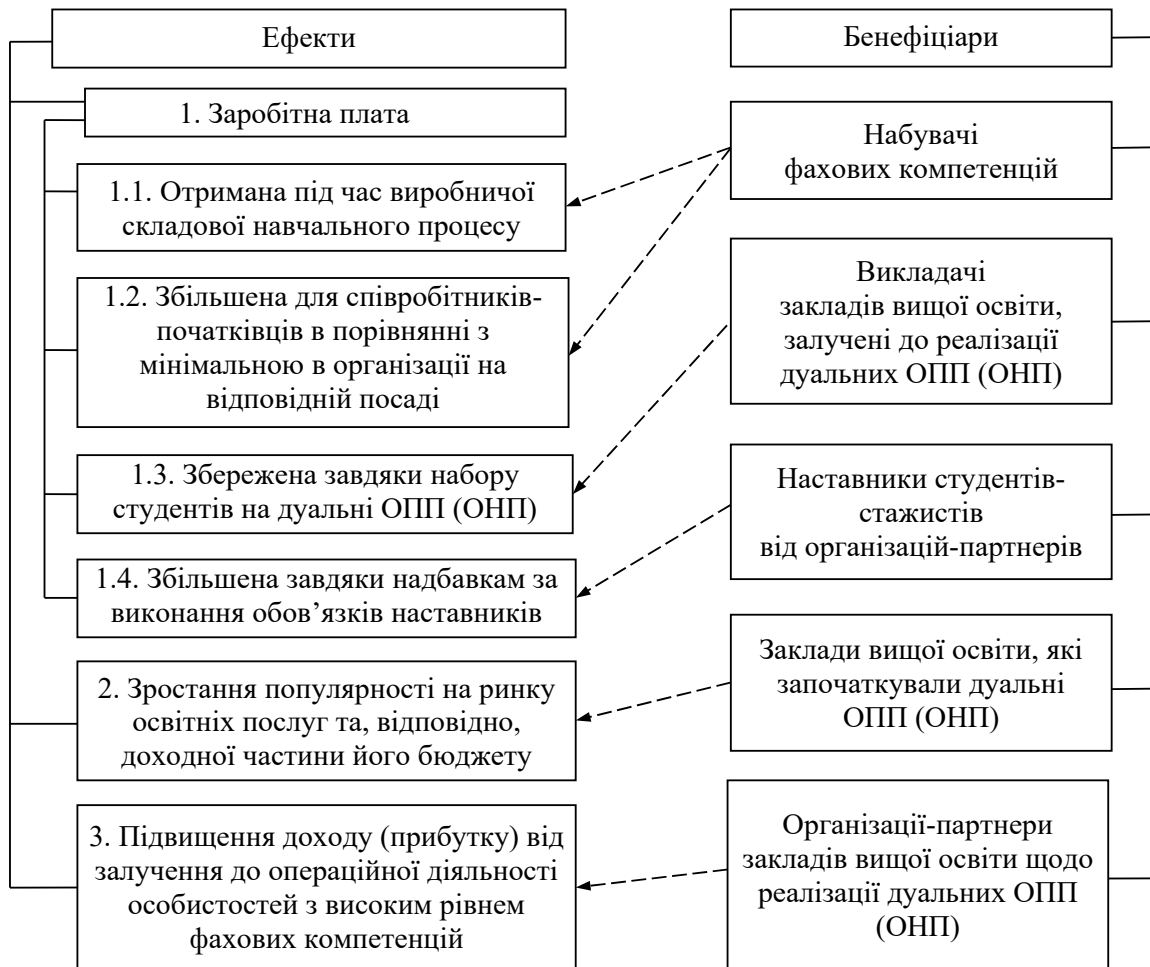 Ефекти
1. Заробітна плата
1.1. Отримана під час виробничої
складової навчального процесу
1.2. Збільшена для співробітників-
початківців в порівнянні з
мінімальною в організації на
відповідній посаді
1.3. Збережена завдяки набору
студентів на дуальні ОПП (ОНП)
1.4. Збільшена завдяки надбавкам за
виконання обов’язків наставників
2. Зростання популярності на ринку
освітніх послуг та, відповідно,
доходної частини його бюджету
3. Підвищення доходу (прибутку) від
залучення до операційної діяльності
особистостей з високим рівнем
фахових компетенцій
Бенефіціари
Набувачі
фахових компетенцій
Викладачі
закладів вищої освіти,
залучені до реалізації
дуальних ОПП (ОНП)
Наставники студентів-
стажистів
від організацій-партнерів
Заклади вищої освіти, які
започаткували дуальні
ОПП (ОНП)
Організації-партнери
закладів вищої освіти щодо
реалізації дуальних ОПП
(ОНП)